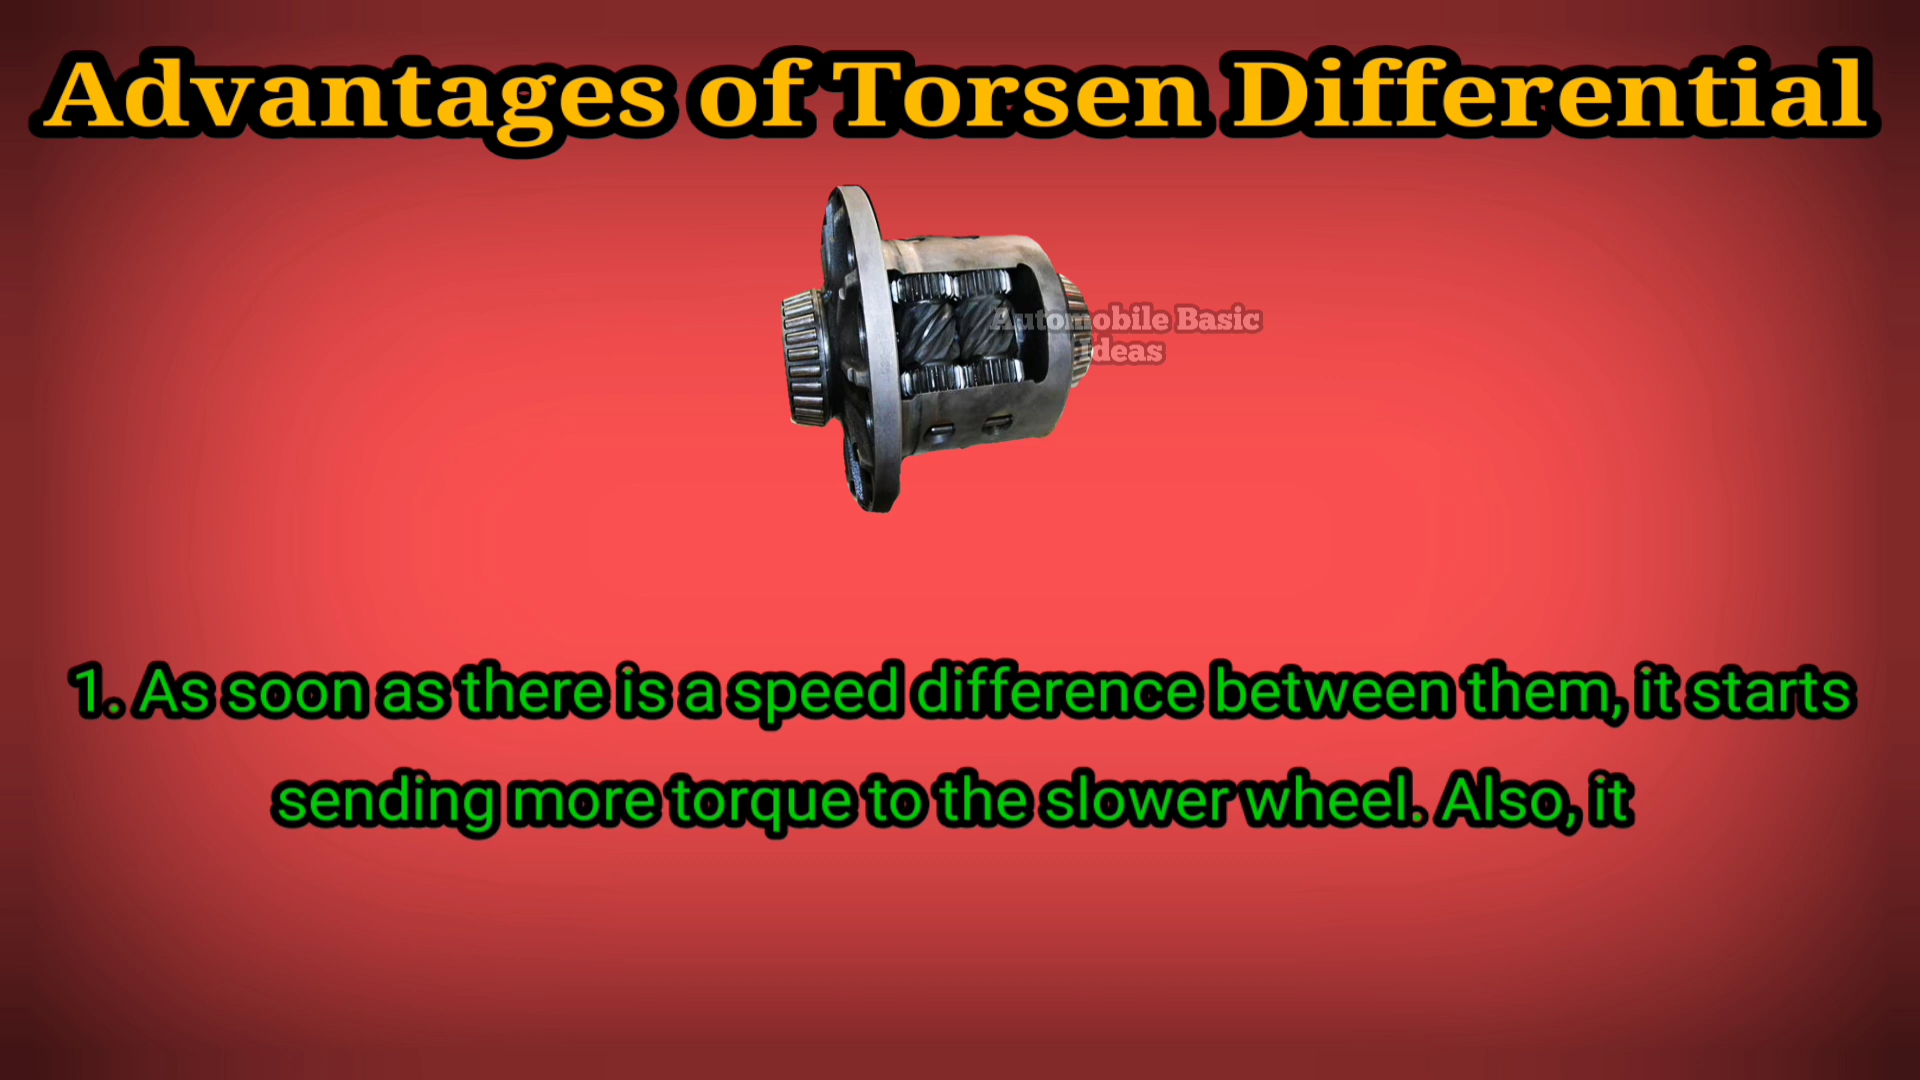 Advantages of Torsen Differential
Automobile Basic
ideas
1. As soon as there is a speed difference between them, it starts
sending more torque to the slower wheel. Also, it